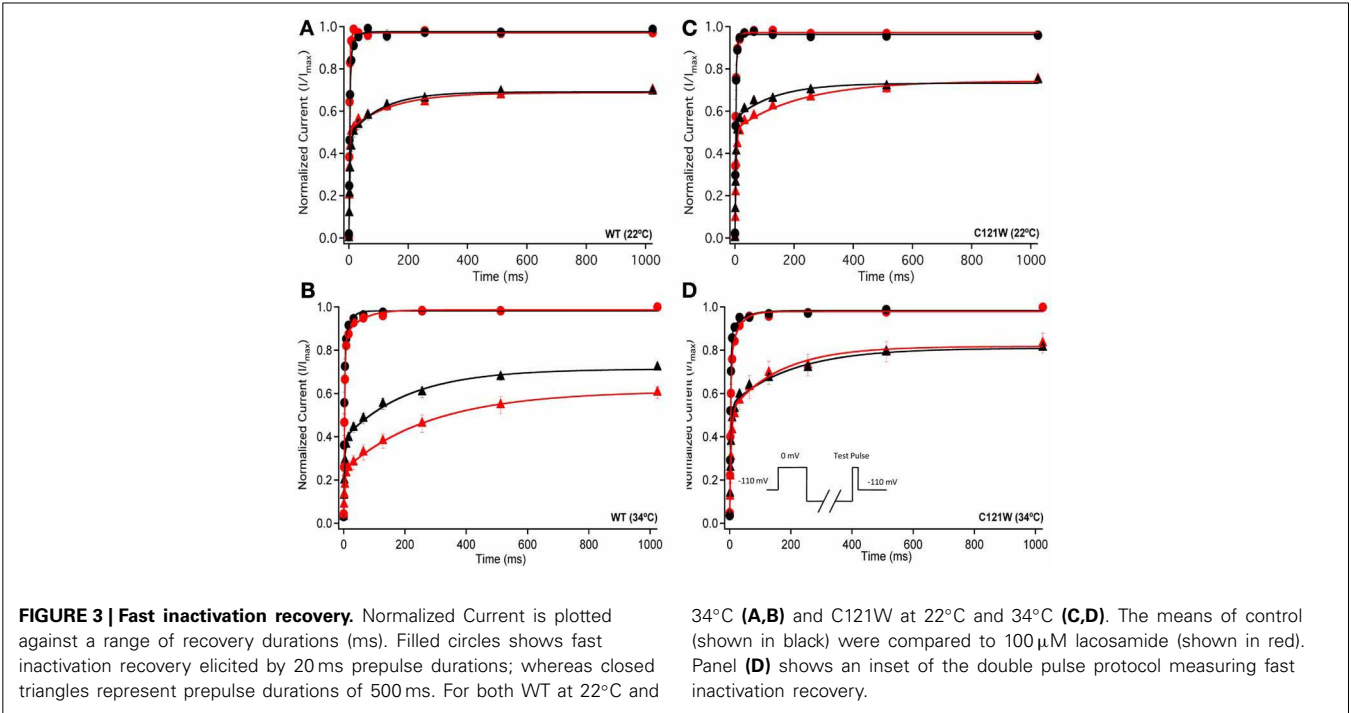 A
Normalized Current (I/Imax)
1.0
0.8
0.6
0.4
0.2
0.0
WT (22ºC)
0 200 400 600 800 1000
Time (ms)
C
Normalized Current (I/Imax)
1.0
0.8
0.6
0.4
0.2
0.0
C121W (22ºC)
0 200 400 600 800 1000
Time (ms)
B
Normalized Current (I/Imax)
1.0
0.8
0.6
0.4
0.2
0.0
WT (34ºC)
0 200 400 600 800 1000
Time (ms)
D
Normalized Current (I/Imax)
1.0
0.8
0.6
0.4
0.2
0.0
0 mV
Test Pulse
-110 mV
-110 mV
C121W (34ºC)
0 200 400 600 800 1000
Time (ms)
FIGURE 3 | Fast inactivation recovery. Normalized Current is plotted
against a range of recovery durations (ms). Filled circles shows fast
inactivation recovery elicited by 20 ms prepulse durations; whereas closed
triangles represent prepulse durations of 500 ms. For both WT at 22°C and
34°C (A,B) and C121W at 22°C and 34°C (C,D). The means of control
(shown in black) were compared to 100 μM lacosamide (shown in red).
Panel (D) shows an inset of the double pulse protocol measuring fast
inactivation recovery.